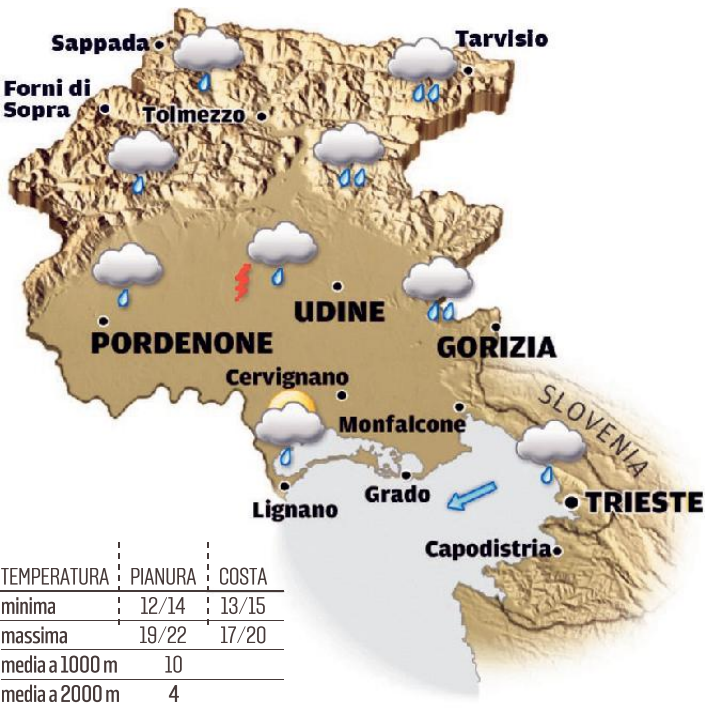 Sappada
Tarvisio
Forni di
Sopra
Tolmezzo
UDINE
PORDENONE
GORIZIA
Cervignano
SLOVENIA
Monfalcone
Grado
Lignano
TRIESTE
Capodistria
TEMPERATURA PIANURA COSTA
minima 12/14 13/15
massima 19/22 17/20
media a 1000 m 10
media a 2000 m 4